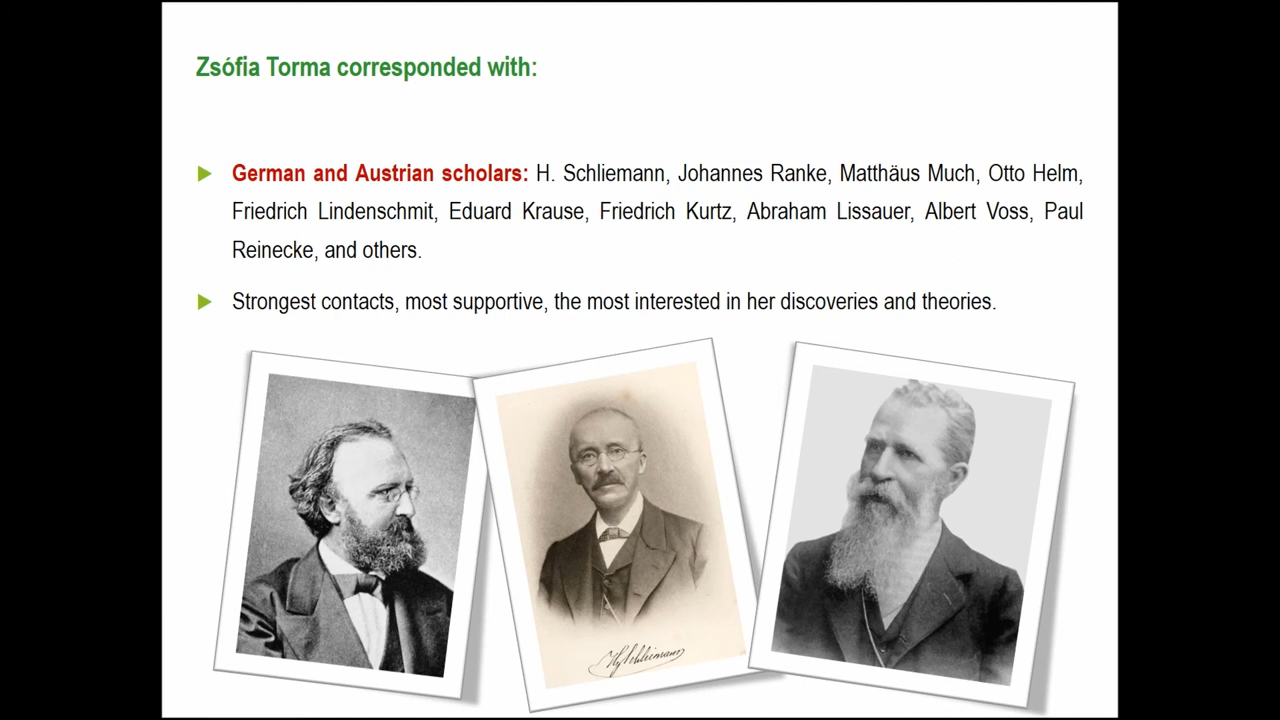 Zsófia Torma corresponded with:
German and Austrian scholars: H. Schliemann, Johannes Ranke, Matthäus Much, Otto Helm,
Friedrich Lindenschmit, Eduard Krause, Friedrich Kurtz, Abraham Lissauer, Albert Voss, Paul
Reinecke, and others.
Strongest contacts, most supportive, the most interested in her discoveries and theories.
Hy Schliemann